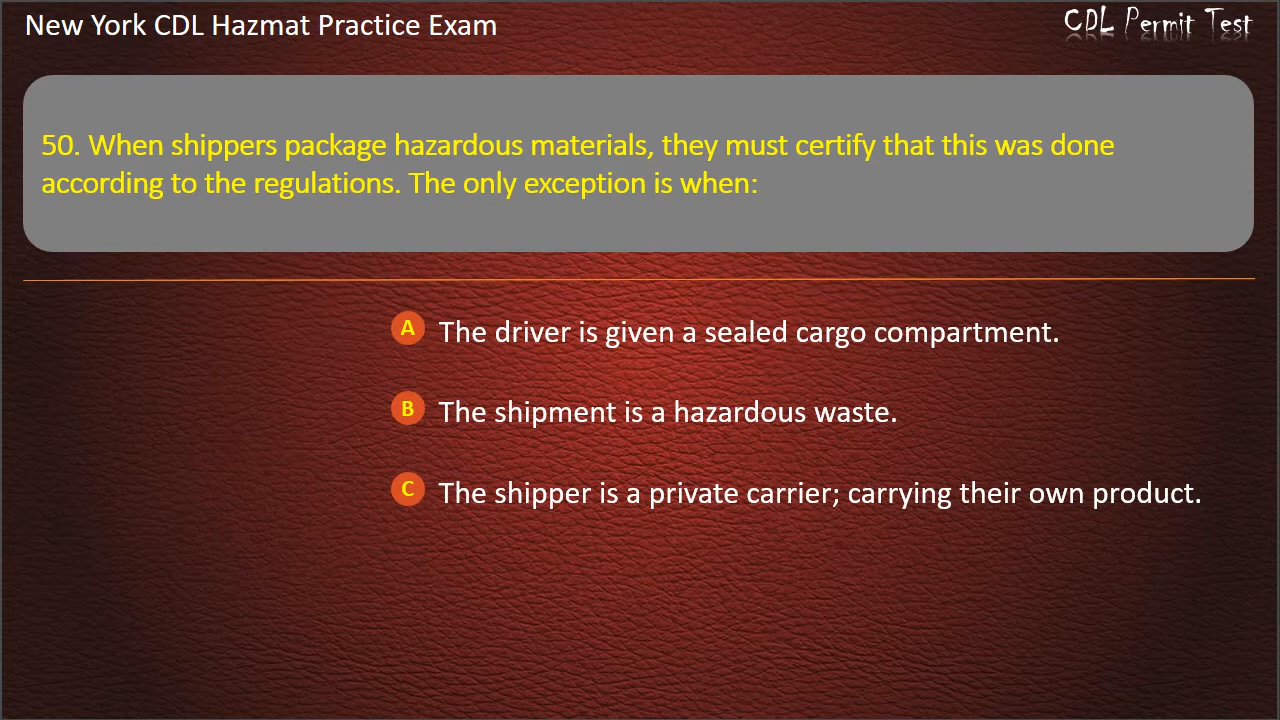 New York CDL Hazmat Practice Exam
CDL Permit Test
50. When shippers package hazardous materials, they must certify that this was done
according to the regulations. The only exception is when:
A The driver is given a sealed cargo compartment.
B The shipment is a hazardous waste.
C The shipper is a private carrier; carrying their own product.